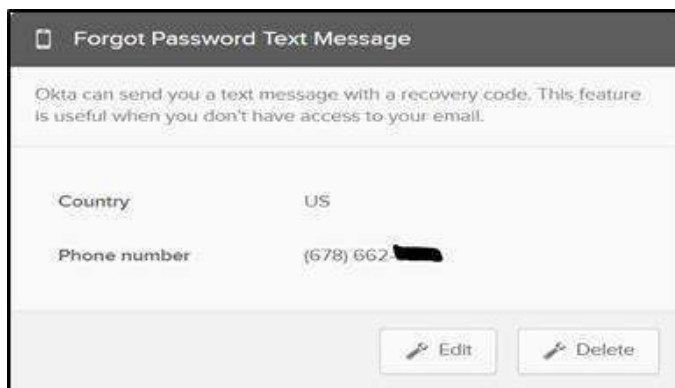 Forgot Password Text Message
Okta can send you a text message with a recovery code. This feature
is useful when you don't have access to your email.
Country US
Phone number (678) 662-
Edit Delete